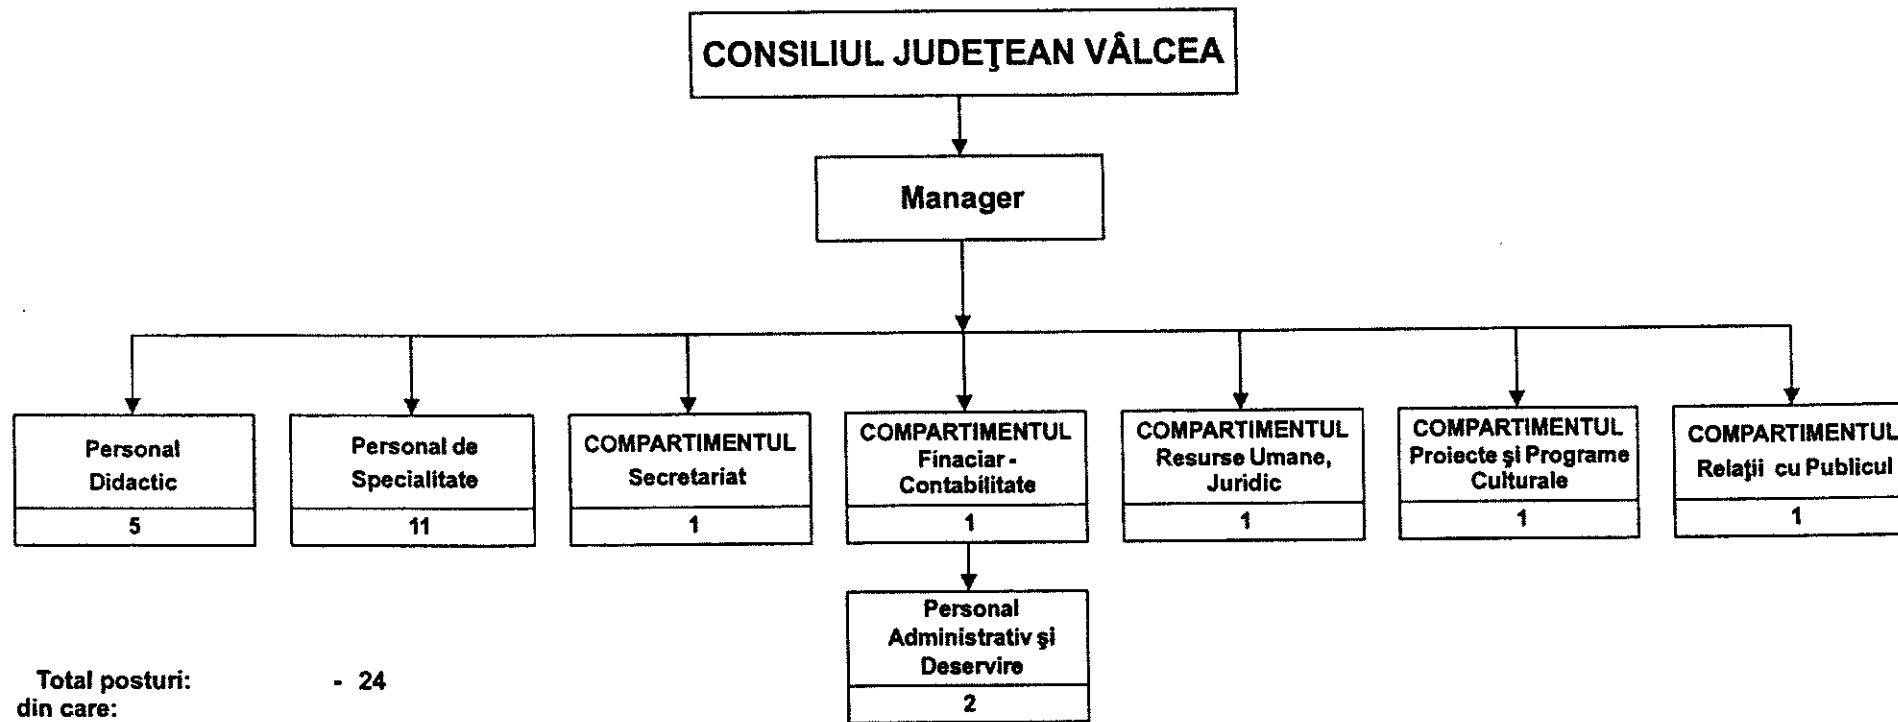 CONSILIUL JUDEŢEAN VÂLCEA
Manager
Personal
Didactic
5
Personal de
Specialitate
11
COMPARTIMENTUL
Secretariat
1
COMPARTIMENTUL
Finaciar -
Contabilitate
1
COMPARTIMENTUL
Resurse Umane,
Juridic
1
COMPARTIMENTUL
Proiecte şi Programe
Culturale
1
COMPARTIMENTUL
Relaţii cu Publicul
1
Personal
Administrativ şi
Deservire
2
Total posturi: - 24
din care: